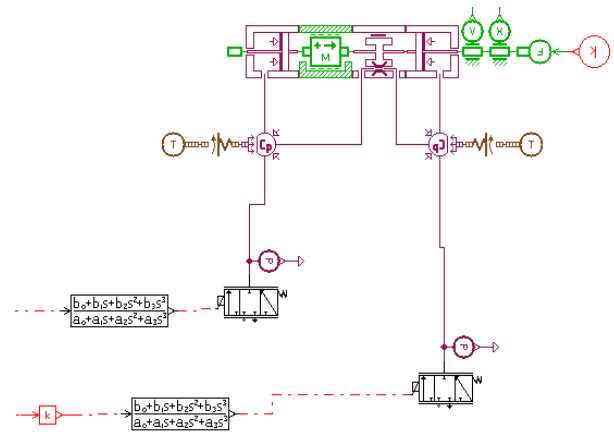 V
X
M
F
K
T
Cp
Cp
T
P
b₀+b₁s+b₂s²+b₃s³
a₀+a₁s+a₂s²+a₃s³
P
k
b₀+b₁s+b₂s²+b₃s³
a₀+a₁s+a₂s²+a₃s³